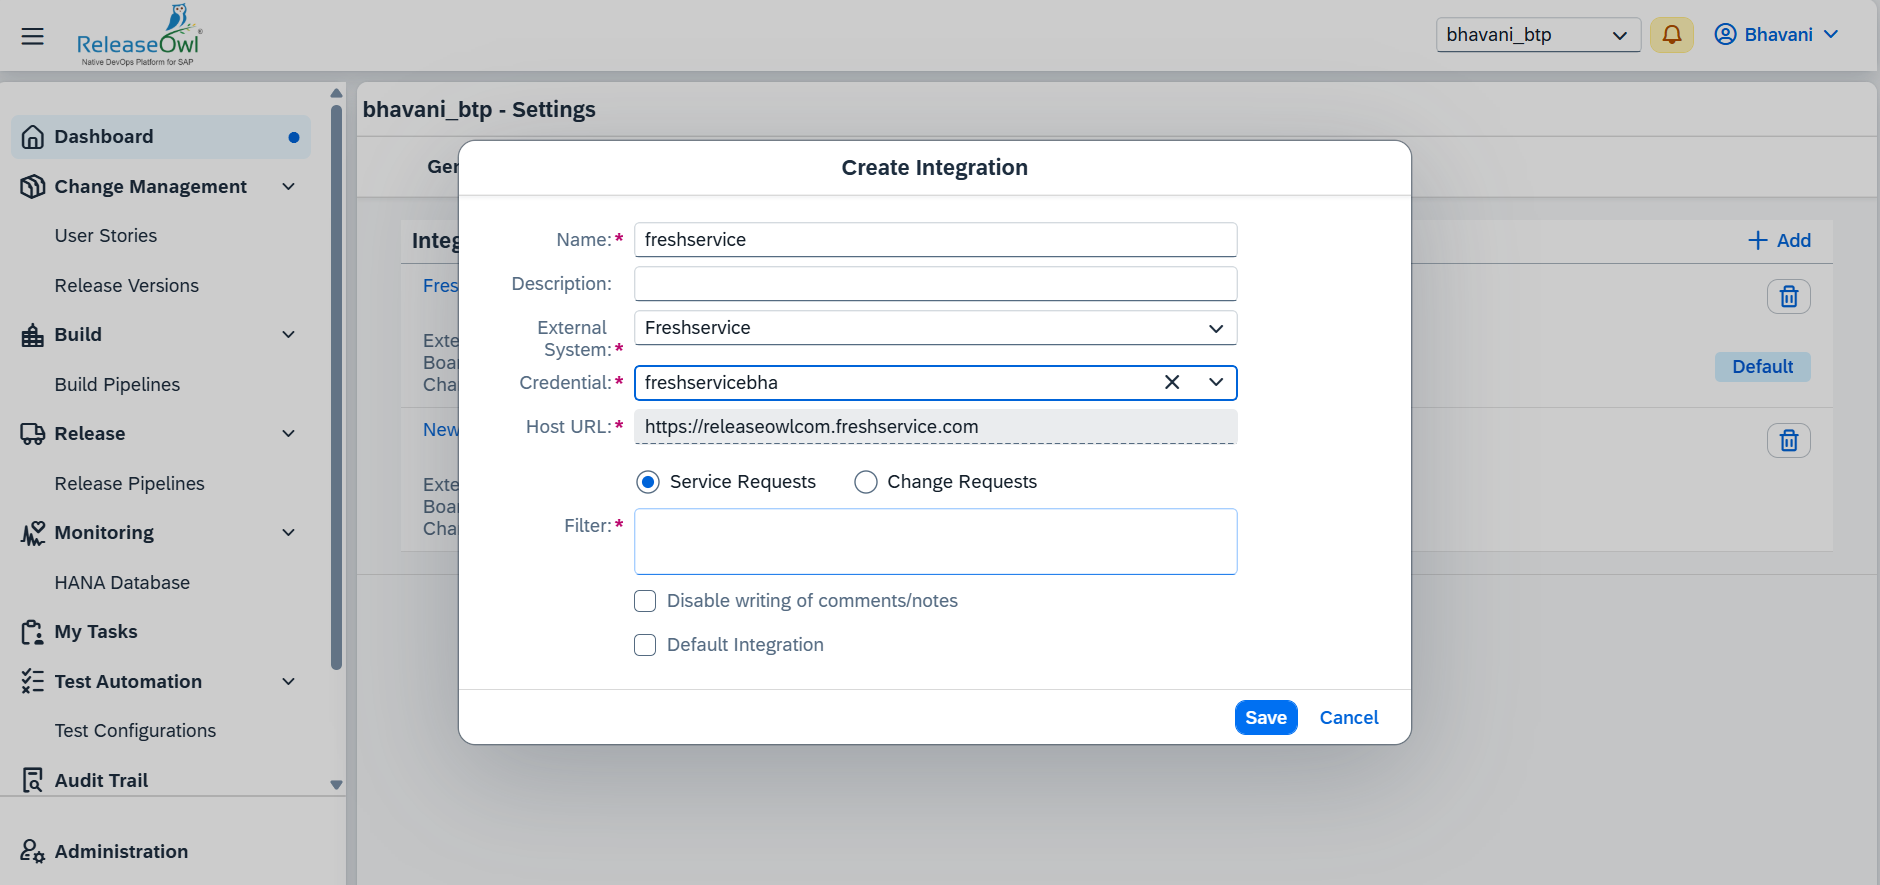 ReleaseOwl
Native DevOps Platform for SAP
bhavani_btp
Bhavani
Dashboard
Change Management
User Stories
Release Versions
Build
Build Pipelines
Release
Release Pipelines
Monitoring
HANA Database
My Tasks
Test Automation
Test Configurations
Audit Trail
Administration
bhavani_btp - Settings
Ger
Integ
Add
Fres
Exte
Boar
Cha
Default
New
Exte
Boar
Cha
Create Integration
Name:* freshservice
Description:
External System:* Freshservice
Credential:* freshservicebha
Host URL:* https://releaseowlcom.freshservice.com
Service Requests Change Requests
Filter:*
Disable writing of comments/notes
Default Integration
Save Cancel